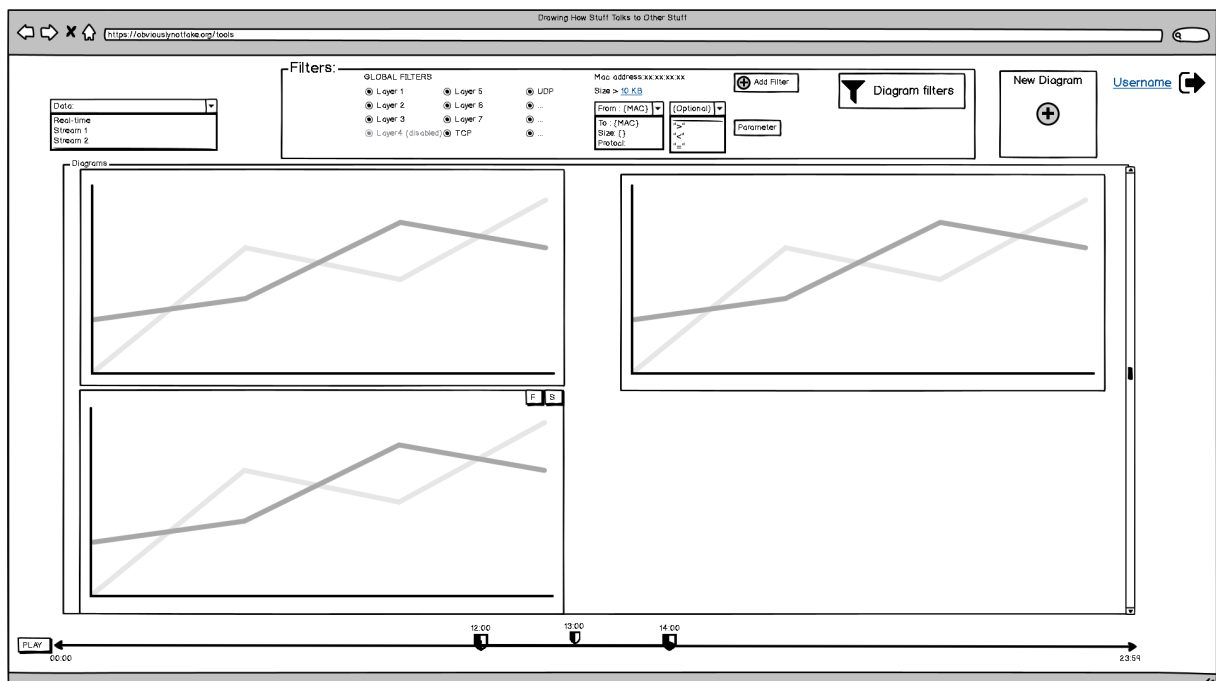 Drawing How Stuff Talks to Other Stuff
https://obviouslynotfake.org/tools
Filters:
GLOBAL FILTERS
Layer 1
Layer 2
Layer 3
Layer4 (disabled)
Layer 5
Layer 6
Layer 7
TCP
UDP
...
...
...
Mac address:xx:xx:xx:xx
Size > 10 KB
From : {MAC}
To : {MAC}
Size: {}
Protocl:
(Optional)
">"
"<"
"="
Add Filter
Parameter
Diagram filters
New Diagram
Username
Data:
Real-time
Stream 1
Stream 2
Diagrams
F S
PLAY
00:00
12:00
13:00
14:00
23:59